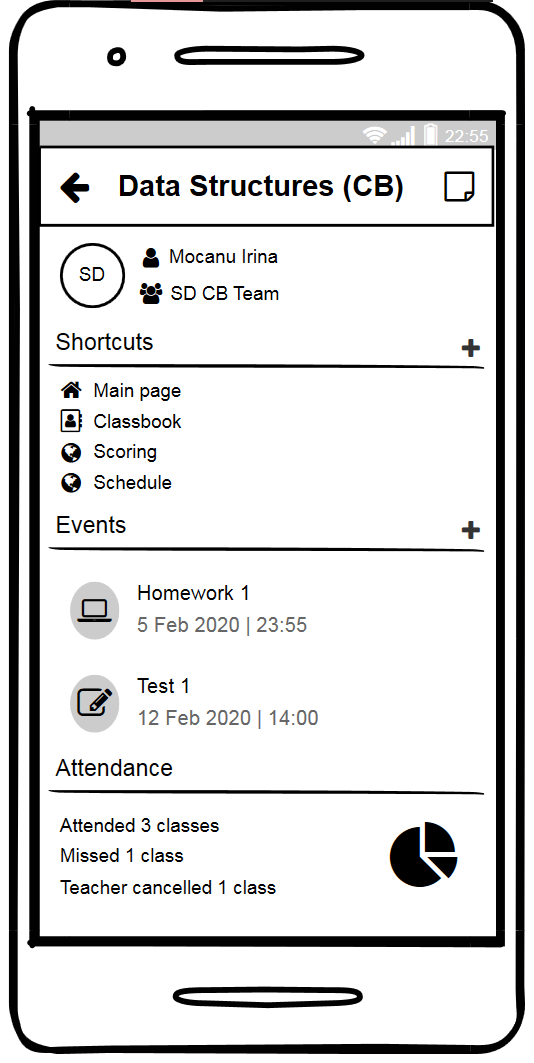 22:55
Data Structures (CB)
SD
Mocanu Irina
SD CB Team
Shortcuts
Main page
Classbook
Scoring
Schedule
Events
Homework 1
5 Feb 2020 | 23:55
Test 1
12 Feb 2020 | 14:00
Attendance
Attended 3 classes
Missed 1 class
Teacher cancelled 1 class